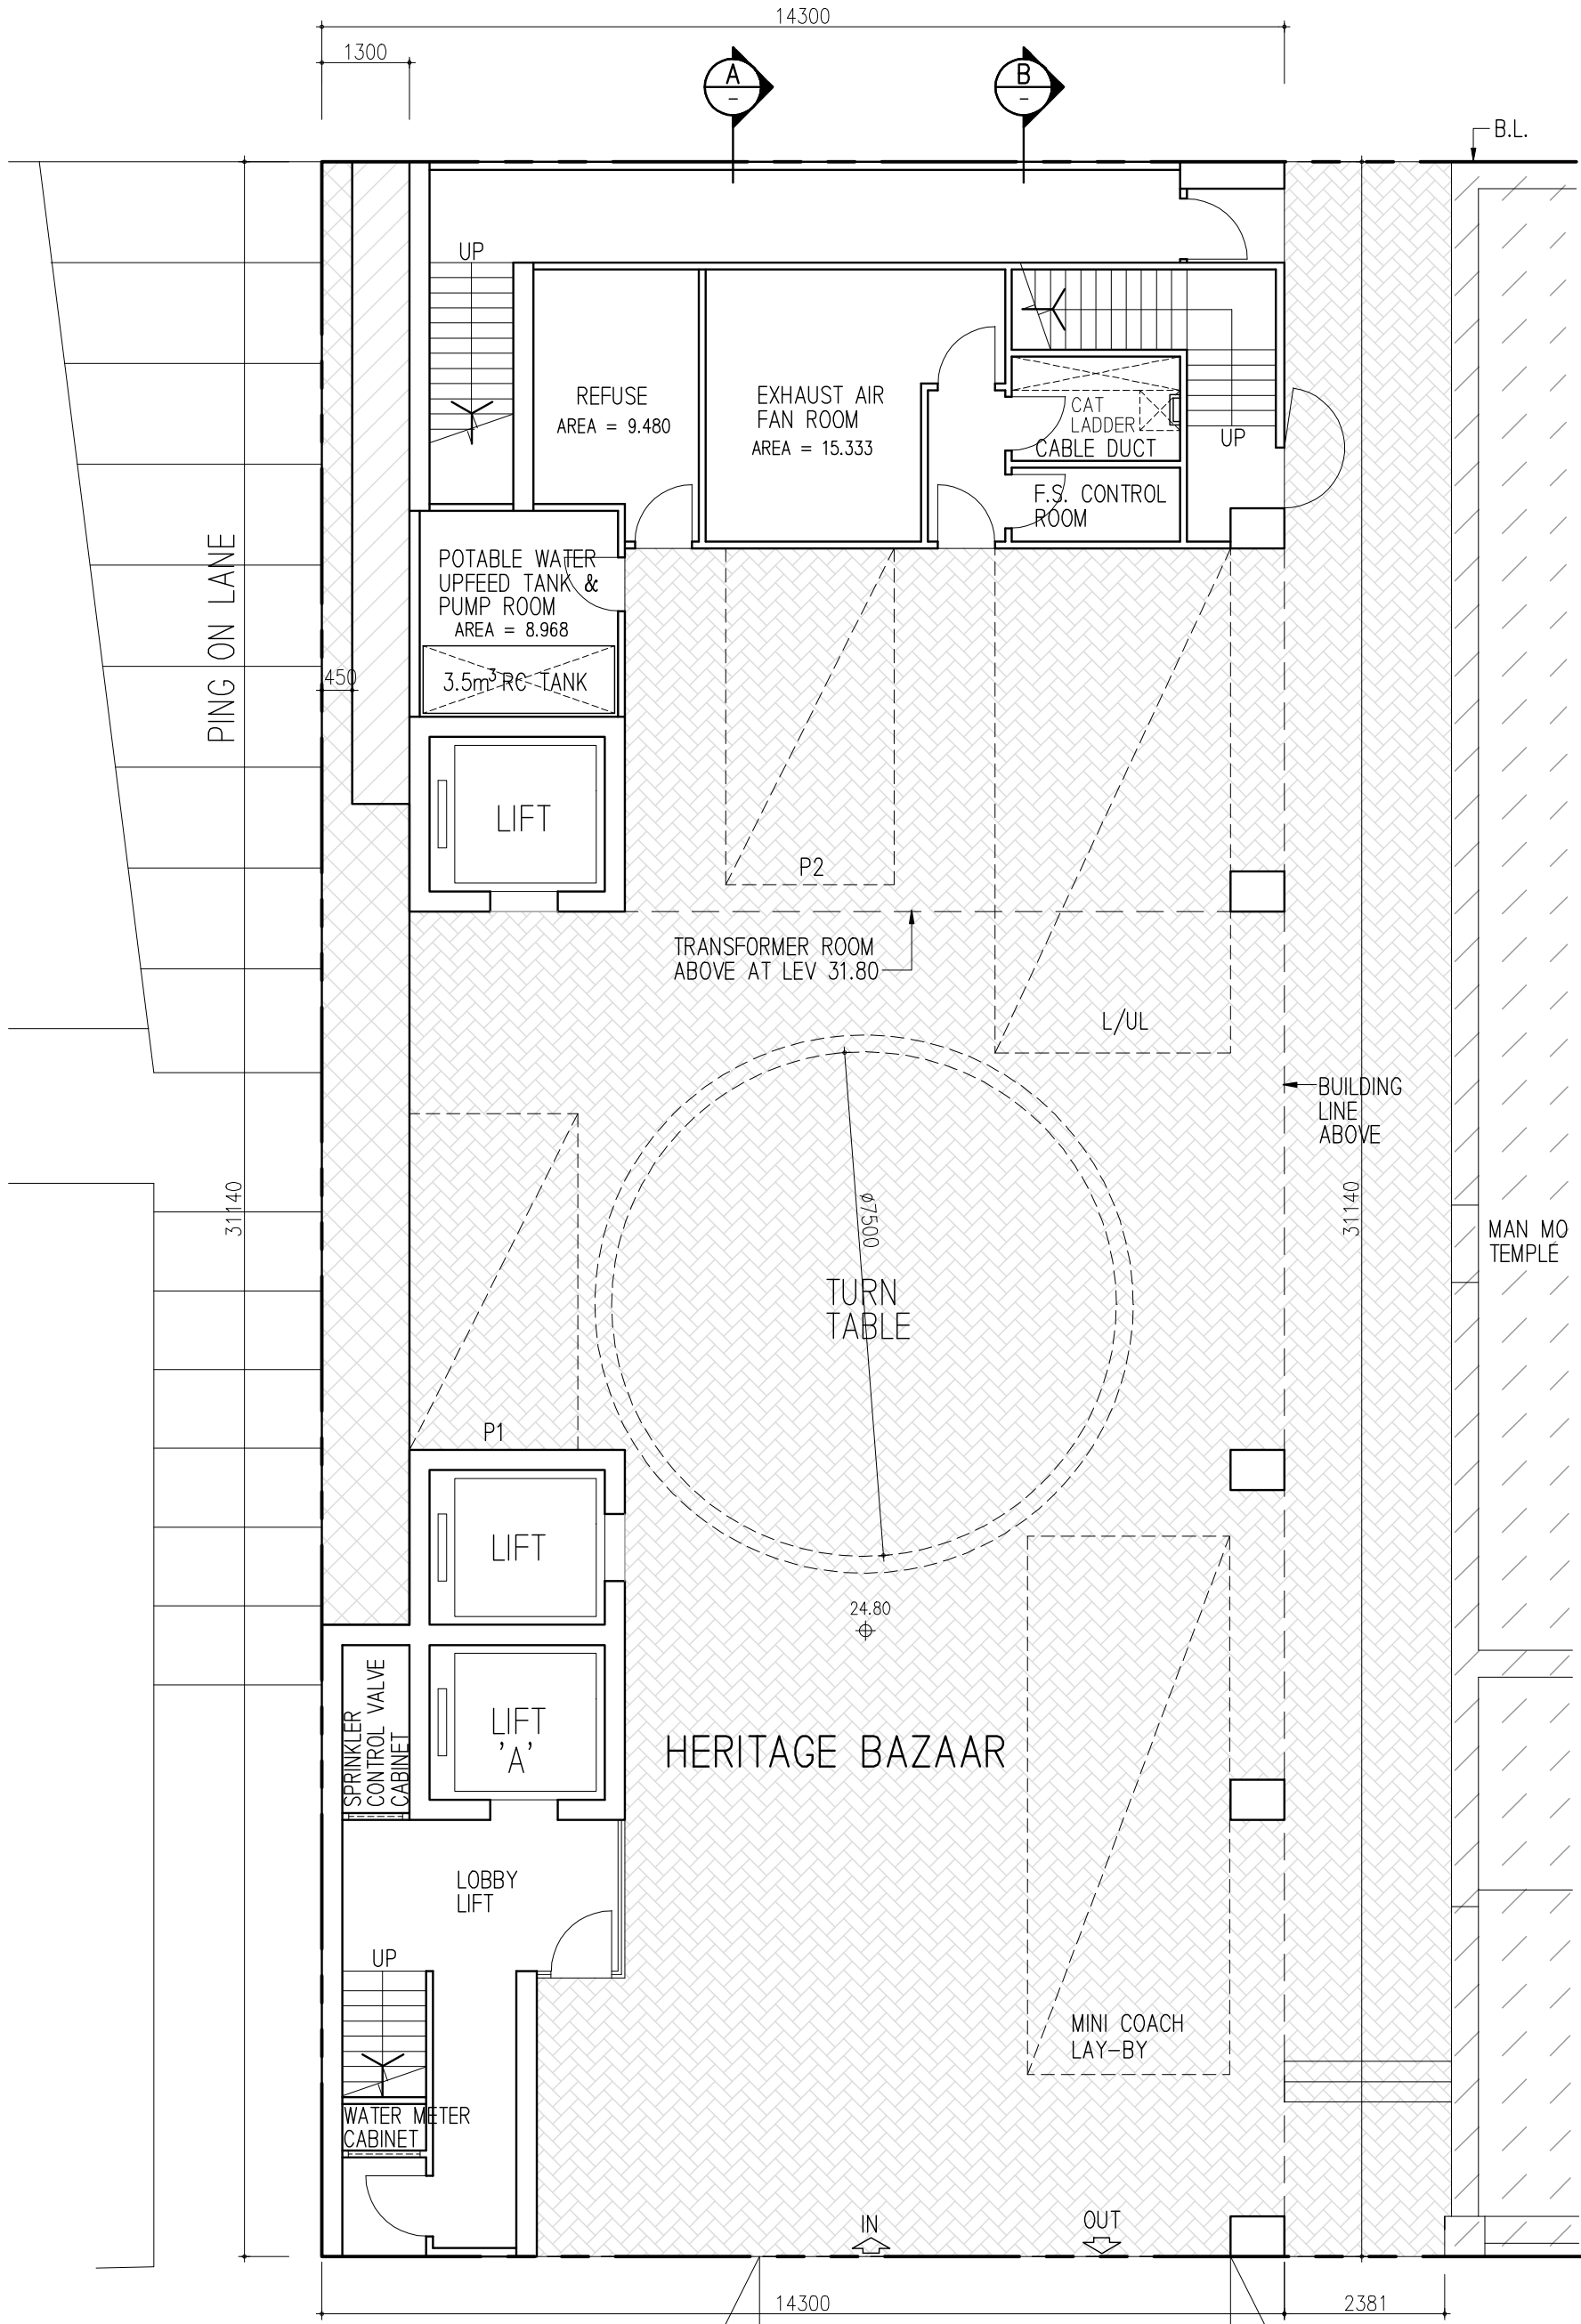 14300
1300
A
-
B
-
B.L.
UP
REFUSE
AREA = 9.480
EXHAUST AIR
FAN ROOM
AREA = 15.333
CAT
LADDER
CABLE DUCT
UP
F.S. CONTROL
ROOM
PING ON LANE
POTABLE WATER
UPFEED TANK &
PUMP ROOM
AREA = 8.968
450
3.5m³ RC TANK
LIFT
P2
TRANSFORMER ROOM
ABOVE AT LEV 31.80
L/UL
BUILDING
LINE
ABOVE
31140
ø7500
31140
MAN MO
TEMPLE
TURN
TABLE
P1
LIFT
24.80
SPRINKLER
CONTROL VALVE
CABINET
LIFT
'A'
HERITAGE BAZAAR
LOBBY
LIFT
UP
MINI COACH
LAY-BY
WATER METER
CABINET
IN
OUT
14300
2381